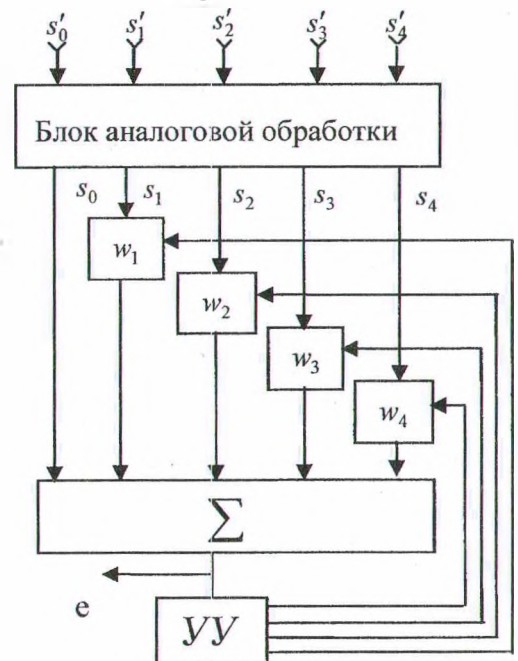 s′₀ s′₁ s′₂ s′₃ s′₄
Блок аналоговой обработки
s₀ s₁ s₂ s₃ s₄
w₁
w₂
w₃
w₄
Σ
e
УУ